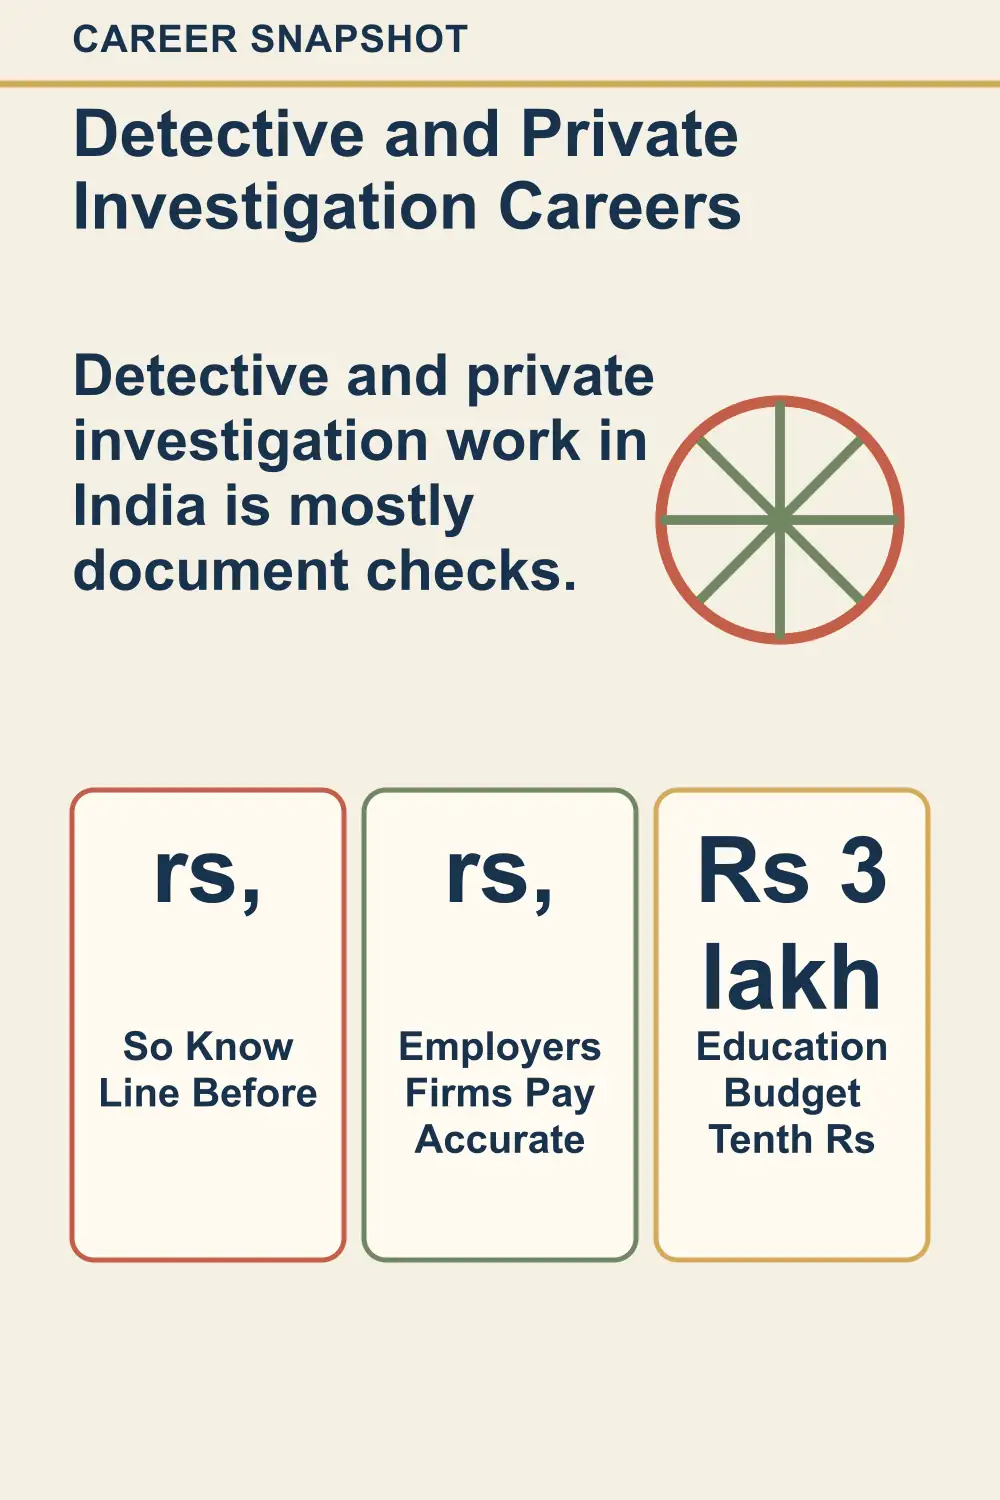 CAREER SNAPSHOT
Detective and Private
Investigation Careers
Detective and private
investigation work in
India is mostly
document checks.
rs,
So Know
Line Before
rs,
Employers
Firms Pay
Accurate
Rs 3
lakh
Education
Budget
Tenth Rs